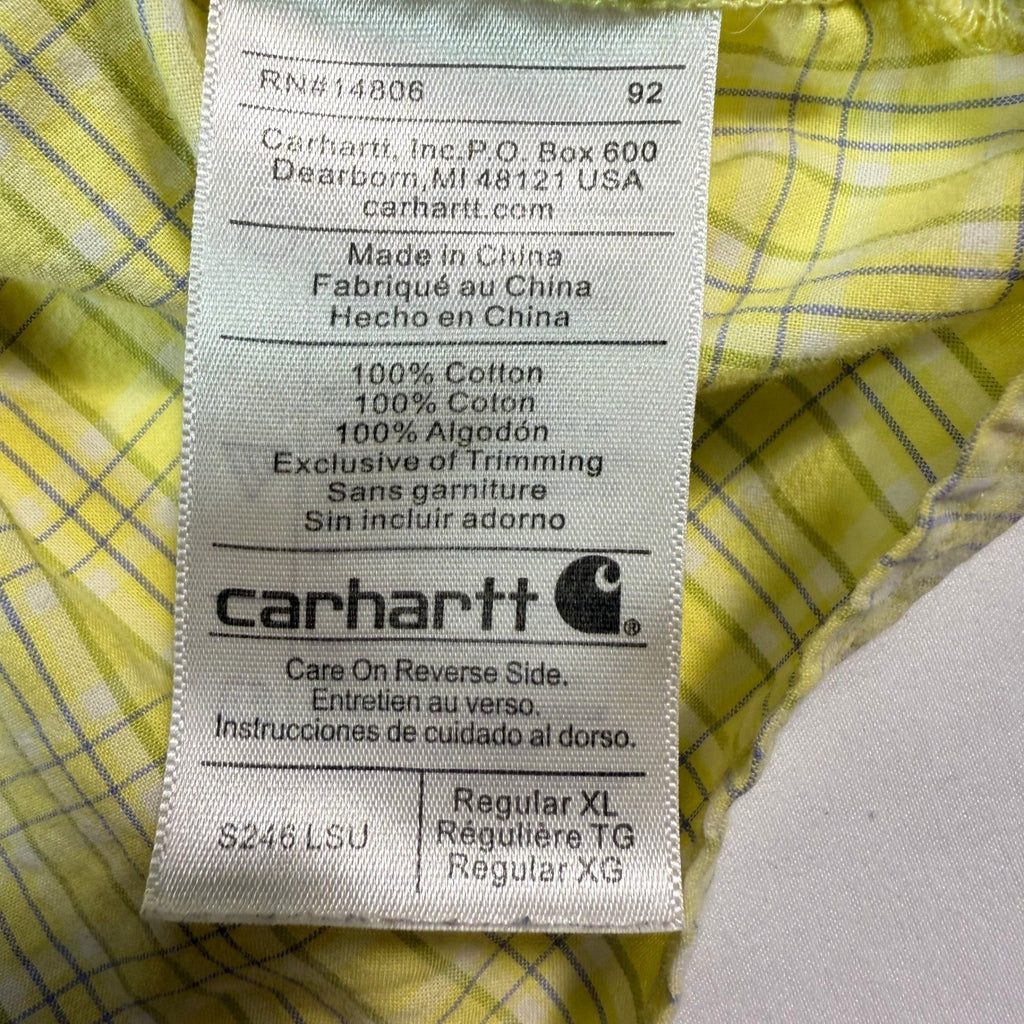 RN#14806 92
Carhartt, Inc.P.O. Box 600
Dearborn,MI 48121 USA
carhartt.com
Made in China
Fabriqué au China
Hecho en China
100% Cotton
100% Coton
100% Algodón
Exclusive of Trimming
Sans garniture
Sin incluir adorno
carhartt ®
Care On Reverse Side.
Entretien au verso.
Instrucciones de cuidado al dorso.
S246 LSU
Regular XL
Régulière TG
Regular XG